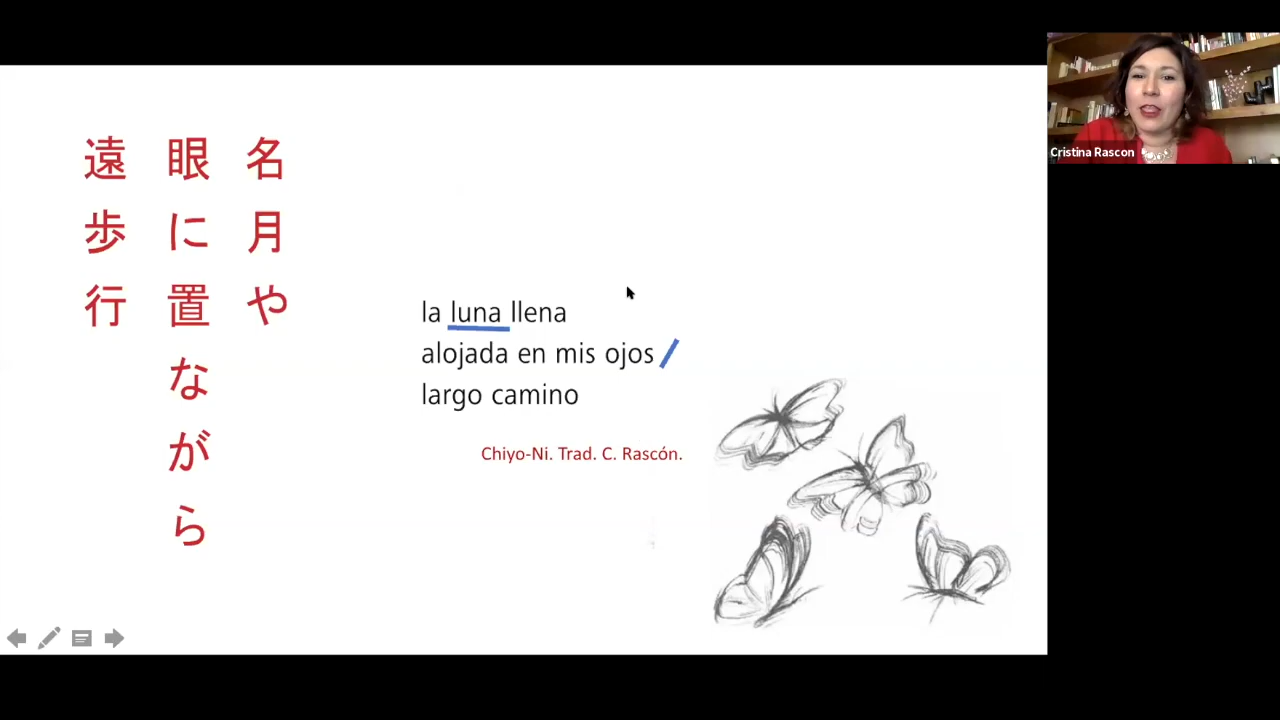 名月や
眼に置ながら
遠歩行
la luna llena
alojada en mis ojos /
largo camino
Chiyo-Ni. Trad. C. Rascón.
Cristina Rascon